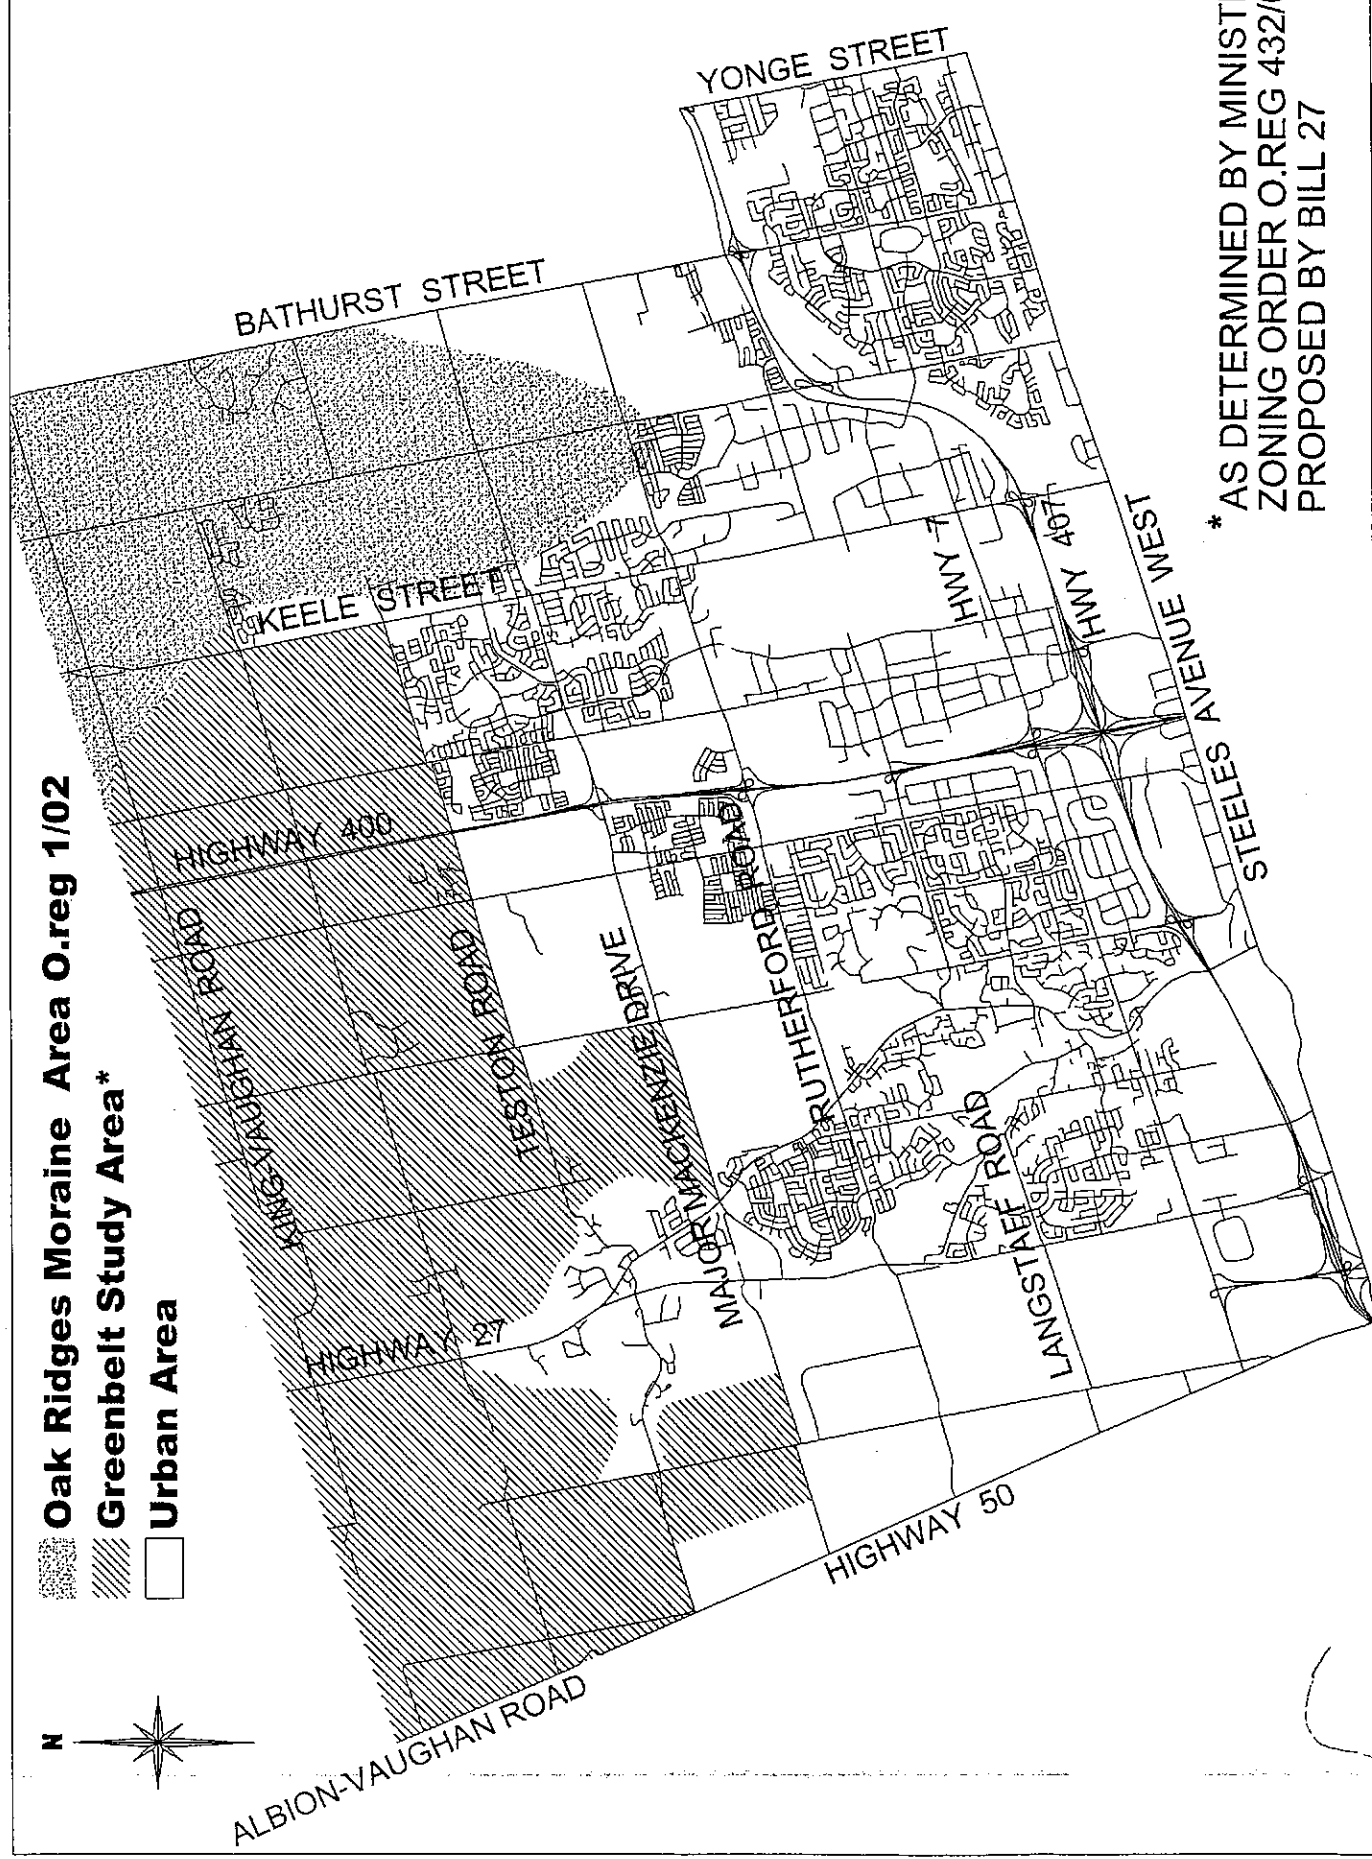 Oak Ridges Moraine Area O.reg 1/02
Greenbelt Study Area*
Urban Area
N
YONGE STREET
BATHURST STREET
KEELE STREET
HIGHWAY 400
KING-VAUGHAN ROAD
TESTON ROAD
MAJOR MACKENZIE DRIVE
RUTHERFORD ROAD
LANGSTAFF ROAD
HWY 7
HWY 407
STEELES AVENUE WEST
HIGHWAY 27
HIGHWAY 50
ALBION-VAUGHAN ROAD
* AS DETERMINED BY
ZONING ORDER O.REG
PROPOSED BY BILL 27